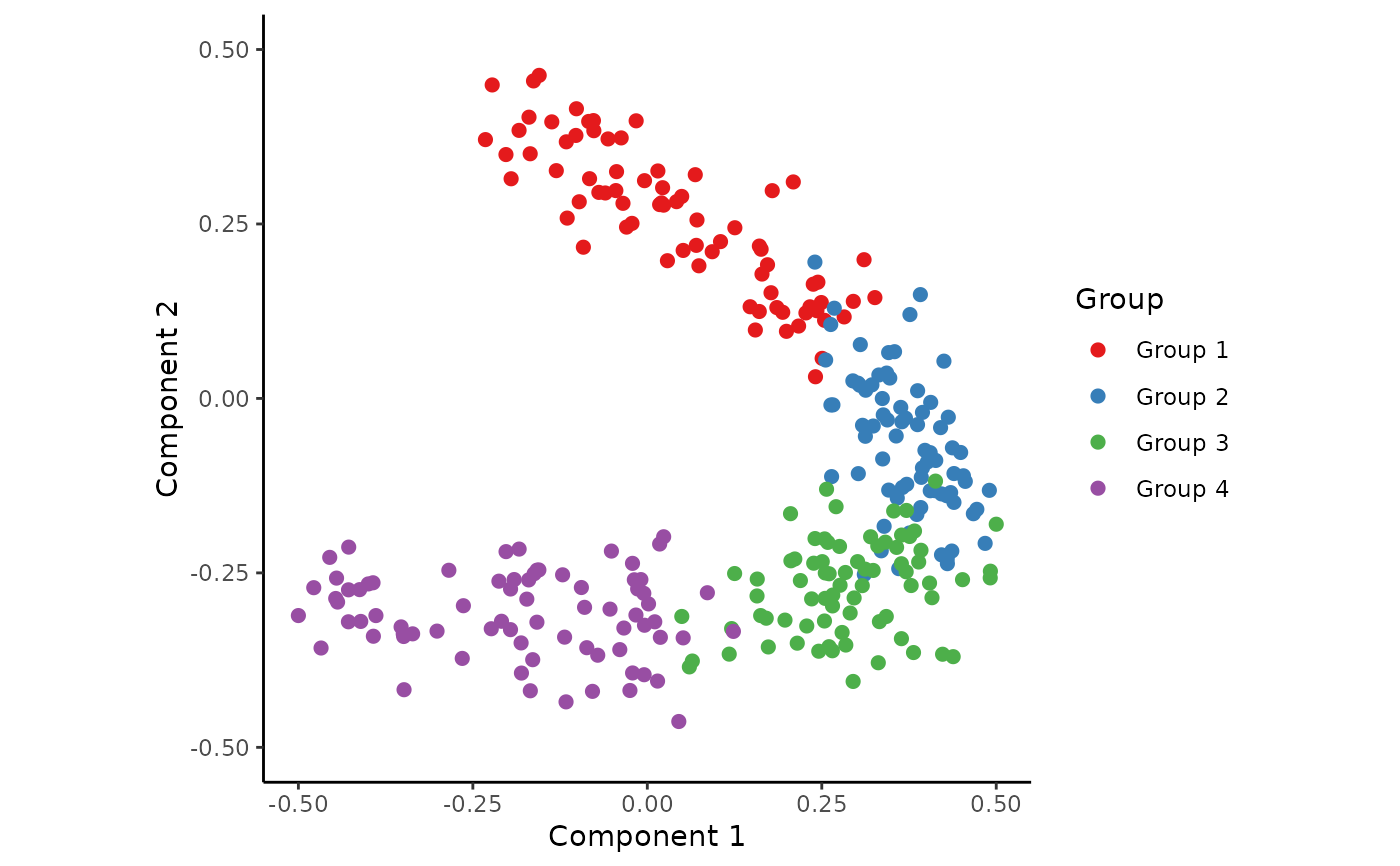 0.50
0.25
0.00
-0.25
-0.50
Component 2
-0.50 -0.25 0.00 0.25 0.50
Component 1
Group
Group 1
Group 2
Group 3
Group 4